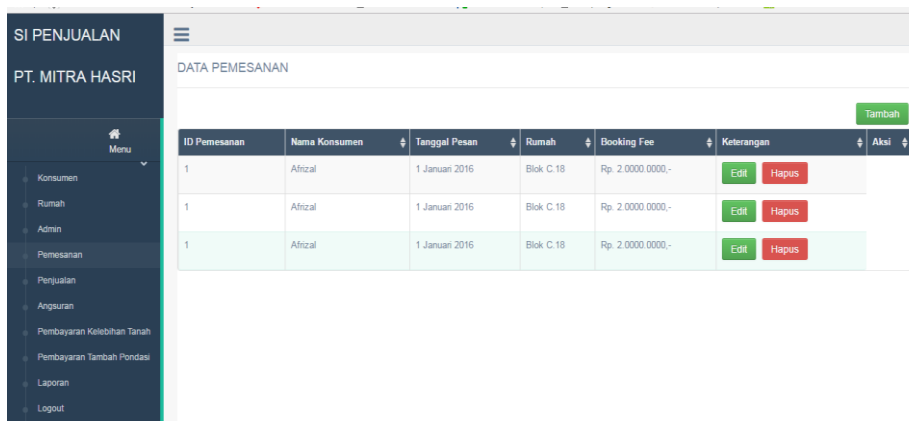 SI PENJUALAN
PT. MITRA HASRI
Menu
Konsumen
Rumah
Admin
Pemesanan
Penjualan
Angsuran
Pembayaran Kelebihan Tanah
Pembayaran Tambah Pondasi
Laporan
Logout
DATA PEMESANAN
Tambah
ID Pemesanan Nama Konsumen Tanggal Pesan Rumah Booking Fee Keterangan Aksi
1 Afrizal 1 Januari 2016 Blok C.18 Rp. 2.0000.0000,- Edit Hapus
1 Afrizal 1 Januari 2016 Blok C.18 Rp. 2.0000.0000,- Edit Hapus
1 Afrizal 1 Januari 2016 Blok C.18 Rp. 2.0000.0000,- Edit Hapus